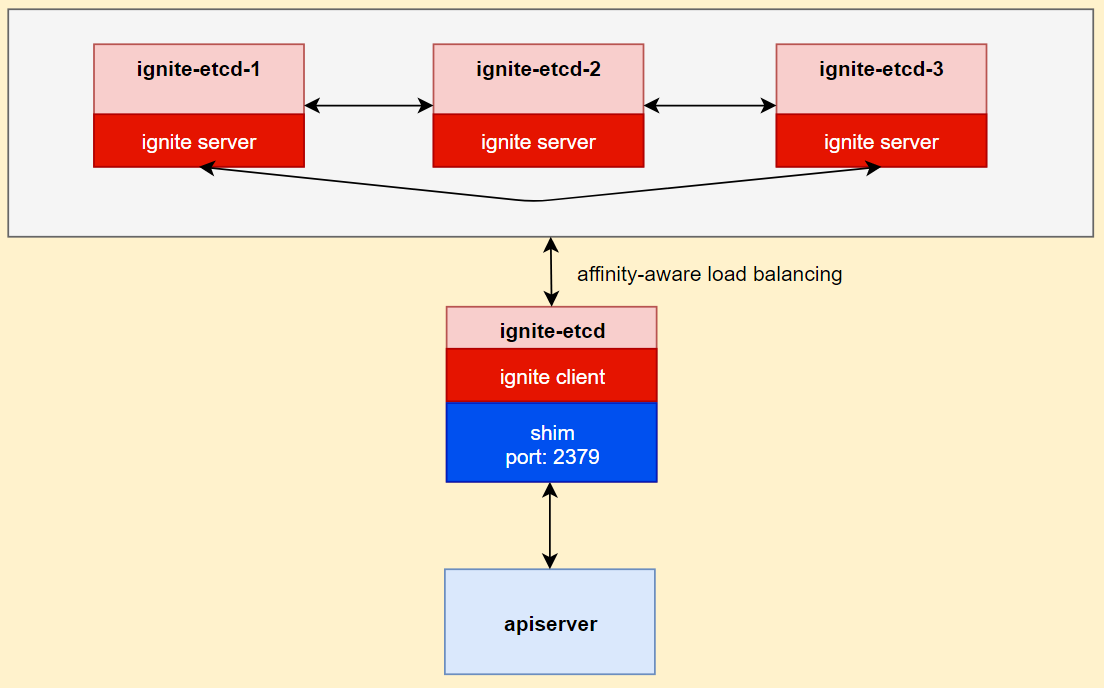 ignite-etcd-1
ignite-etcd-2
ignite-etcd-3
ignite server
ignite server
ignite server
affinity-aware load balancing
ignite-etcd
ignite client
shim
port: 2379
apiserver